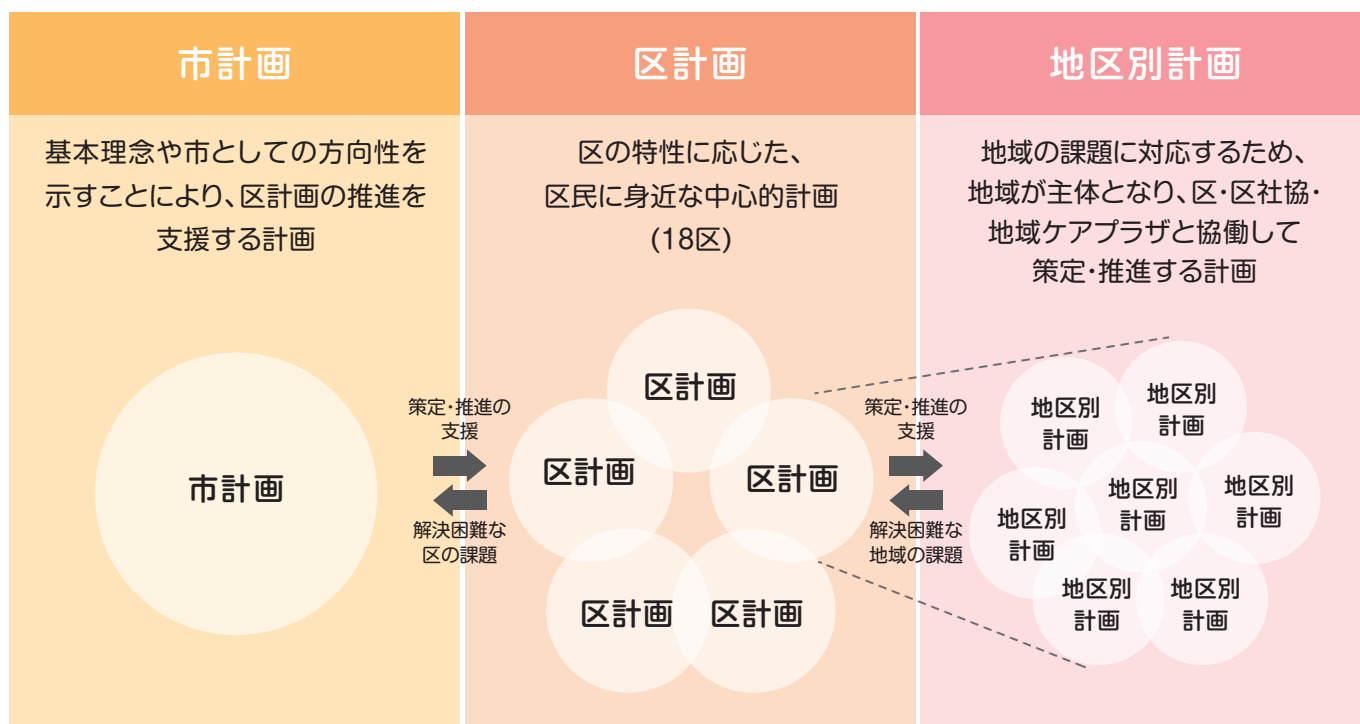 市計画
基本理念や市としての方向性を
示すことにより、区計画の推進を
支援する計画
市計画
策定・推進の
支援
解決困難な
区の課題
区計画
区の特性に応じた、
区民に身近な中心的計画
(18区)
区計画
区計画
区計画
区計画
区計画
策定・推進の
支援
解決困難な
地域の課題
地区別計画
地域の課題に対応するため、
地域が主体となり、区・区社協・
地域ケアプラザと協働して
策定・推進する計画
地区別
計画
地区別
計画
地区別
計画
地区別
計画
地区別
計画
地区別
計画
地区別
計画